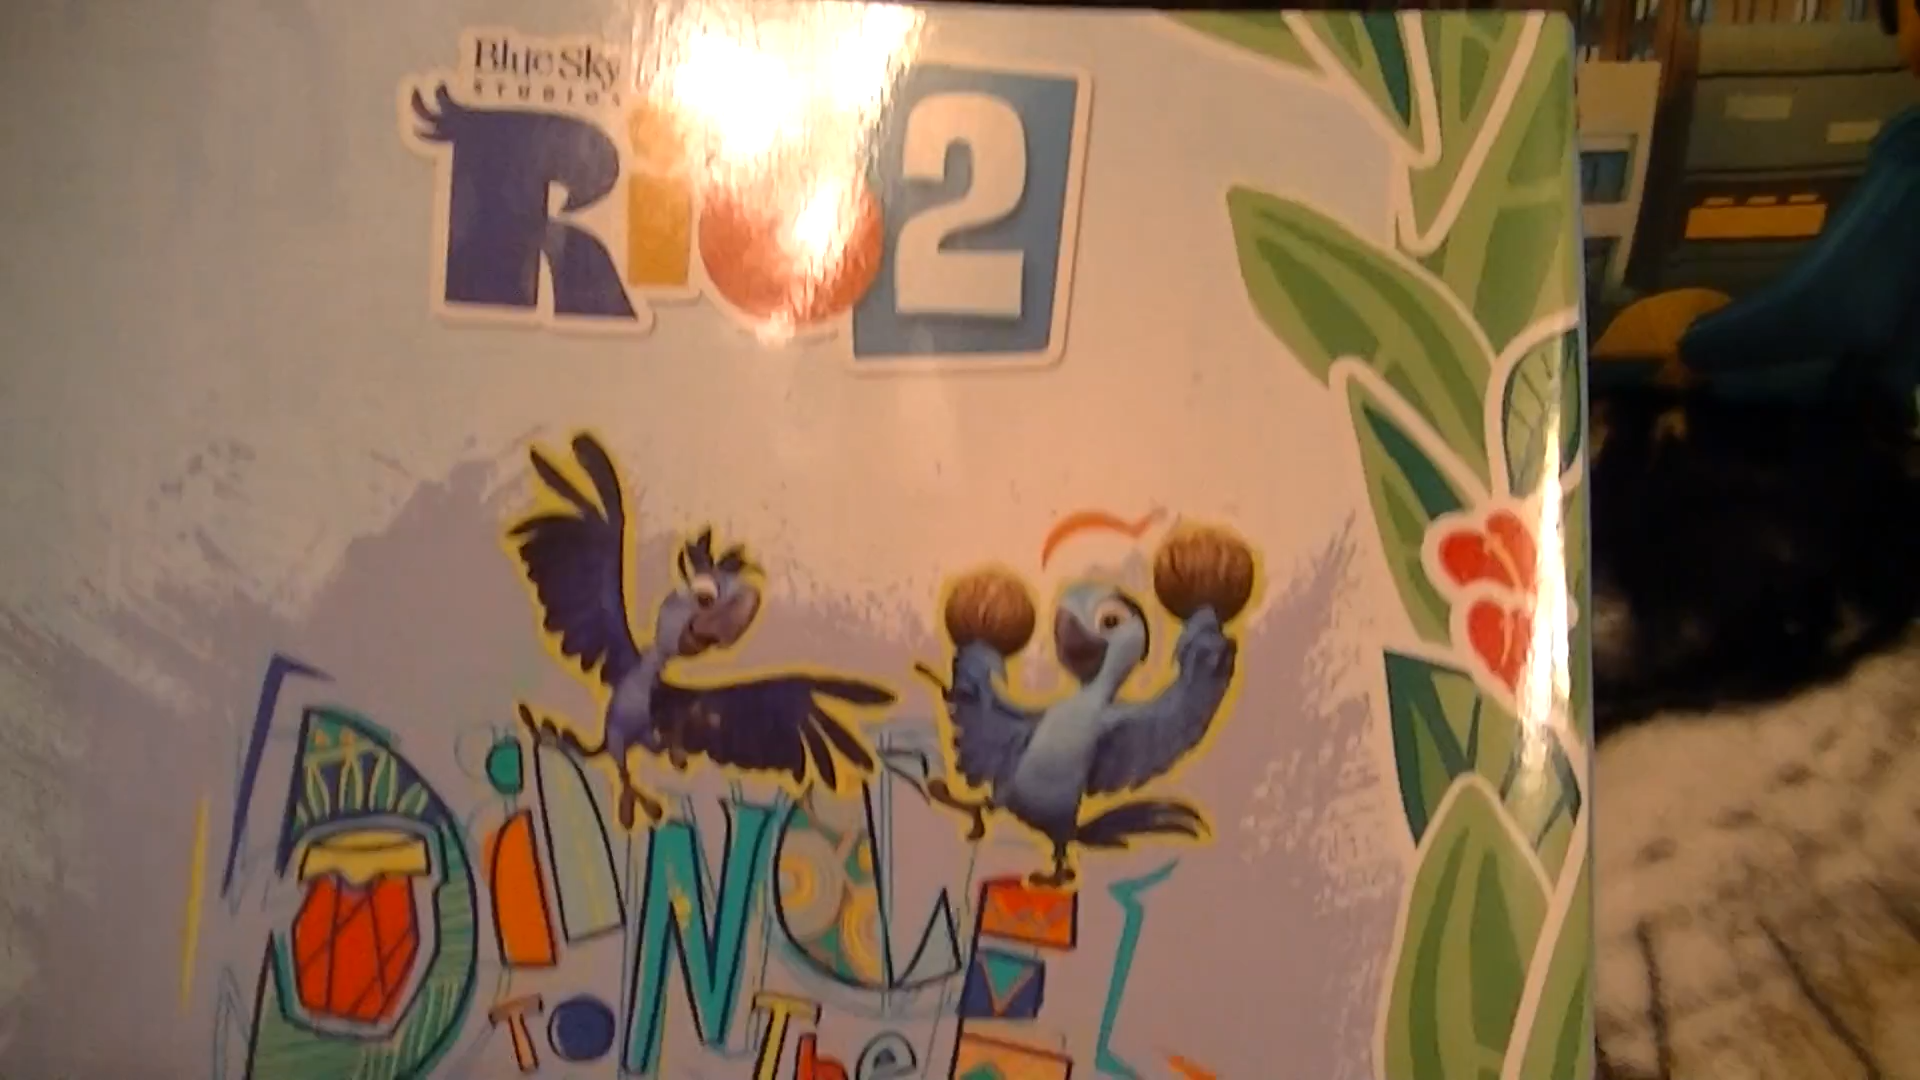 Blue Sky
STUDIOS
Rio 2
DANCE
To The